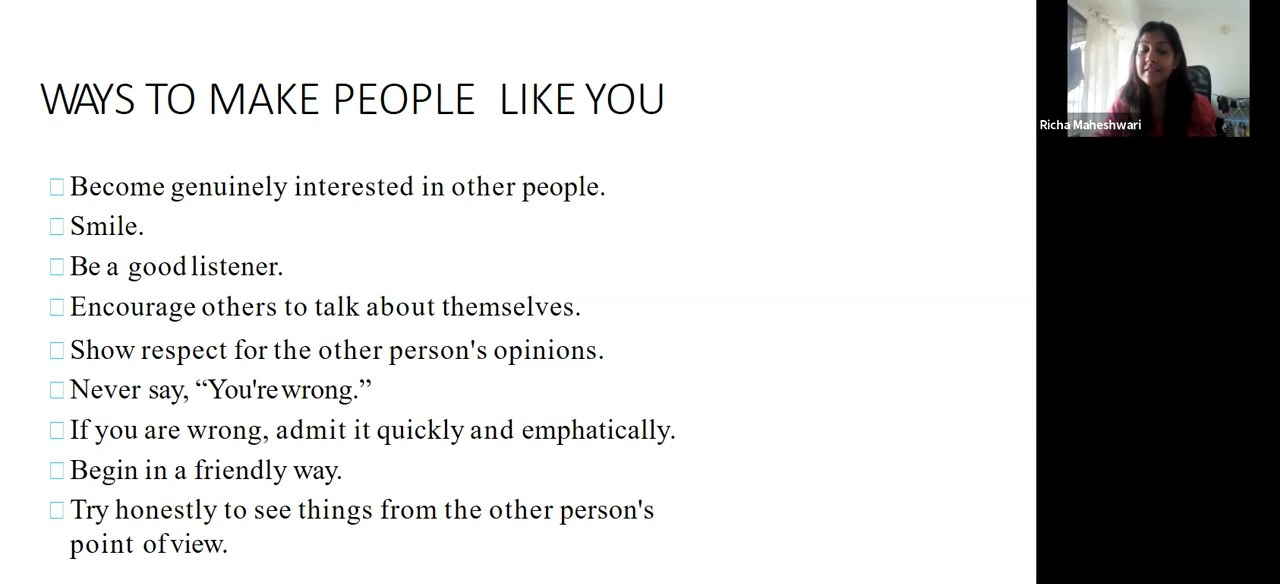 WAYS TO MAKE PEOPLE LIKE YOU
Become genuinely interested in other people.
Smile.
Be a good listener.
Encourage others to talk about themselves.
Show respect for the other person's opinions.
Never say, “You're wrong.”
If you are wrong, admit it quickly and emphatically.
Begin in a friendly way.
Try honestly to see things from the other person's
point of view.
Richa Maheshwari